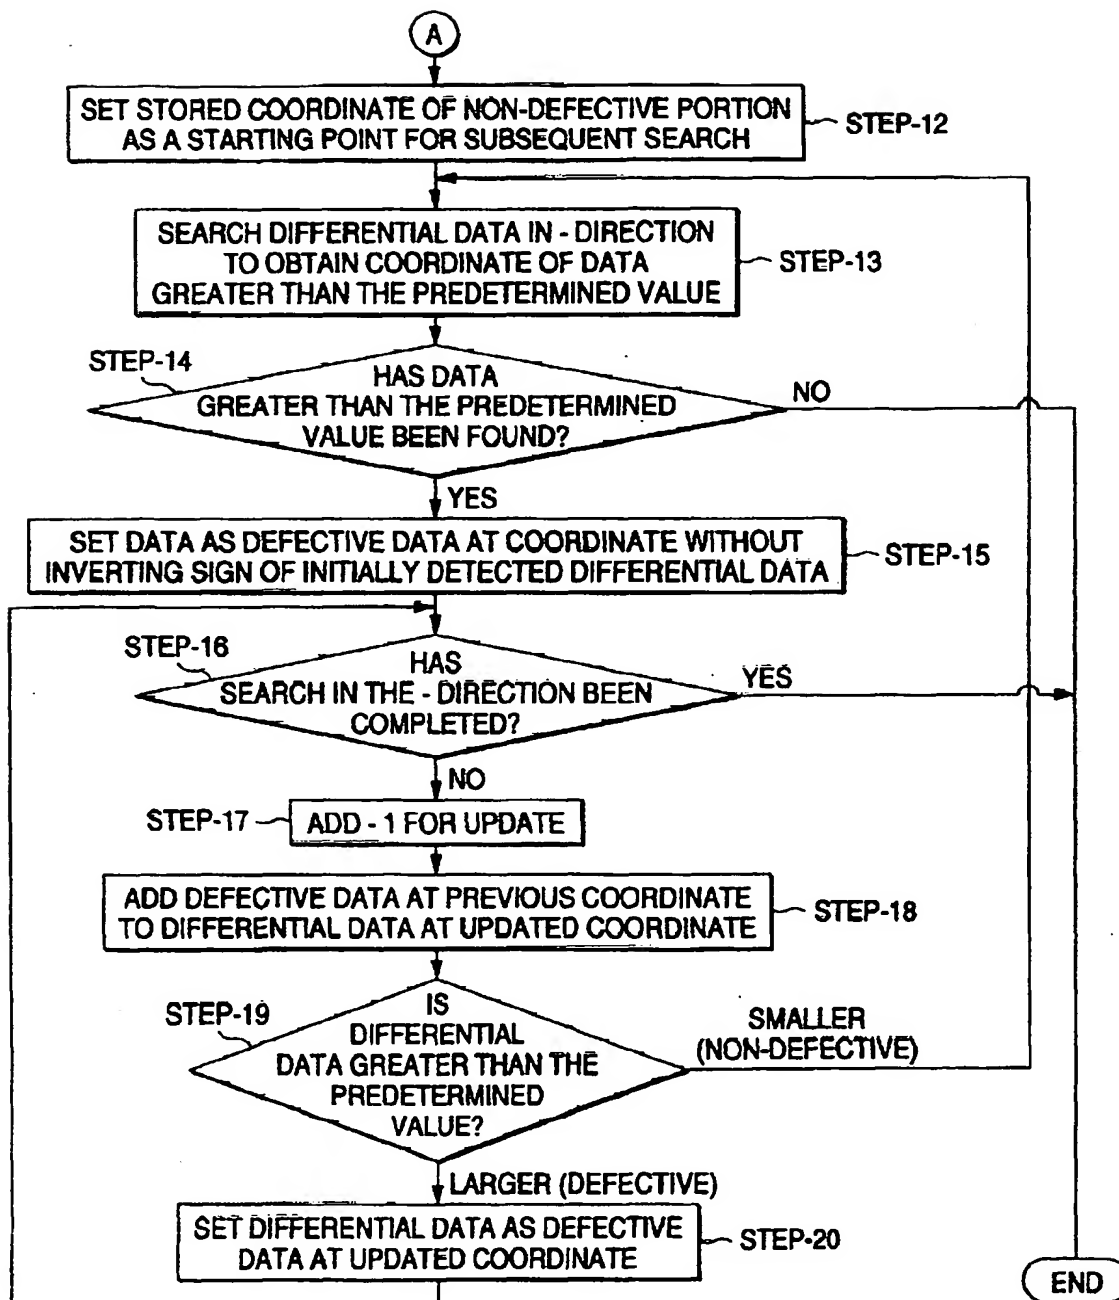 A
SET STORED COORDINATE OF NON-DEFECTIVE PORTION
AS A STARTING POINT FOR SUBSEQUENT SEARCH
STEP-12
SEARCH DIFFERENTIAL DATA IN - DIRECTION
TO OBTAIN COORDINATE OF DATA
GREATER THAN THE PREDETERMINED VALUE
STEP-13
STEP-14
HAS DATA
GREATER THAN THE PREDETERMINED
VALUE BEEN FOUND?
NO
YES
SET DATA AS DEFECTIVE DATA AT COORDINATE WITHOUT
INVERTING SIGN OF INITIALLY DETECTED DIFFERENTIAL DATA
STEP-15
STEP-16
HAS
SEARCH IN THE - DIRECTION BEEN
COMPLETED?
YES
NO
STEP-17
ADD - 1 FOR UPDATE
ADD DEFECTIVE DATA AT PREVIOUS COORDINATE
TO DIFFERENTIAL DATA AT UPDATED COORDINATE
STEP-18
STEP-19
IS
DIFFERENTIAL
DATA GREATER THAN THE
PREDETERMINED
VALUE?
SMALLER
(NON-DEFECTIVE)
LARGER (DEFECTIVE)
SET DIFFERENTIAL DATA AS DEFECTIVE
DATA AT UPDATED COORDINATE
STEP-20
END